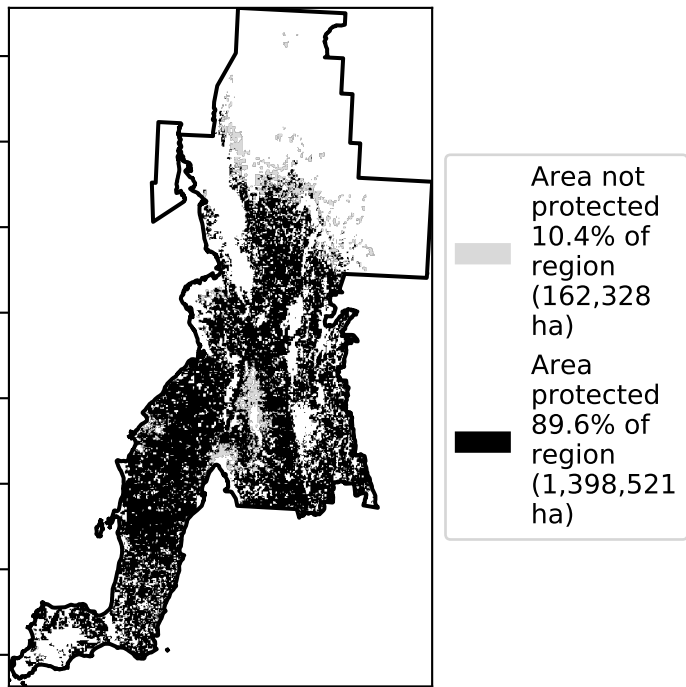 Area not
protected
10.4% of
region
(162,328
ha)
Area
protected
89.6% of
region
(1,398,521
ha)